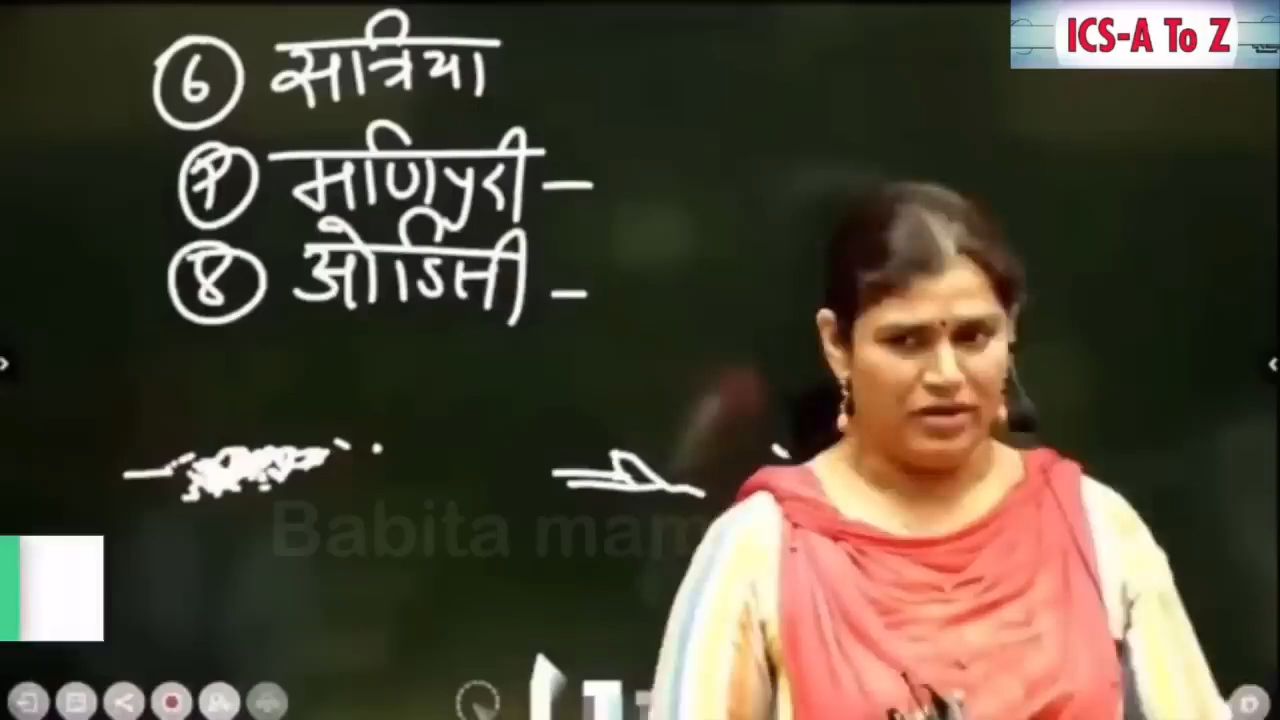 ICS-A To Z
6 सत्रिया
7 मणिपुरी –
8 ओडिसी –
Babita mam